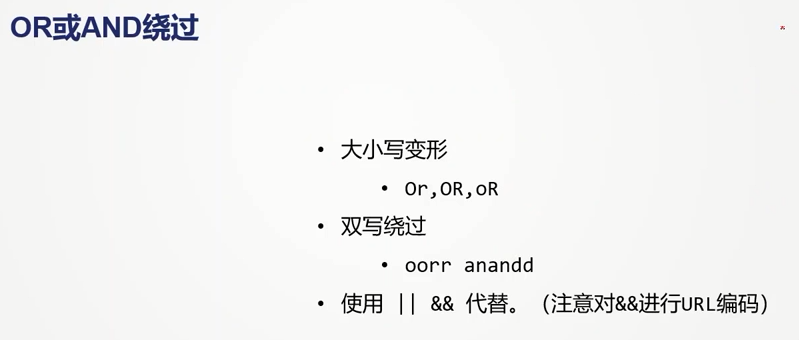 OR或AND绕过
• 大小写变形
• Or,OR,oR
• 双写绕过
• oorr anandd
• 使用 || && 代替。（注意对&&进行URL编码）